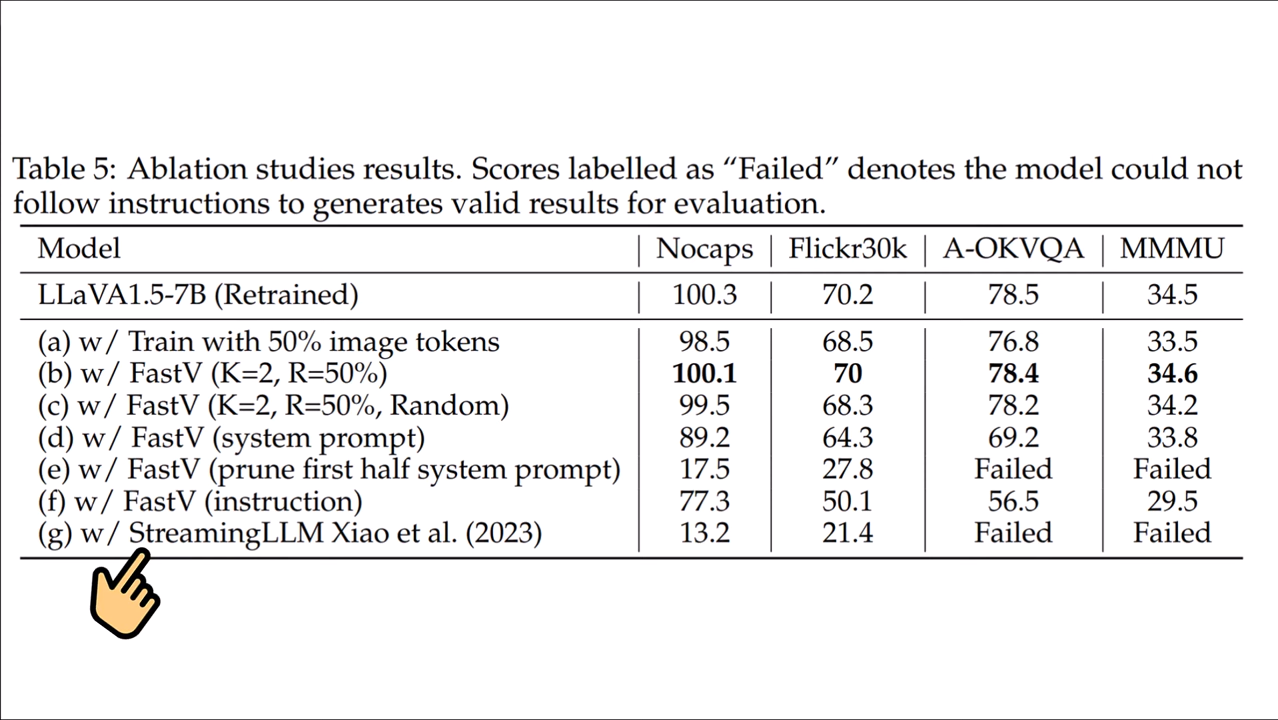 Table 5: Ablation studies results. Scores labelled as “Failed” denotes the model could not
follow instructions to generates valid results for evaluation.
Model | Nocaps | Flickr30k | A-OKVQA | MMMU
LLaVA1.5-7B (Retrained) | 100.3 | 70.2 | 78.5 | 34.5
(a) w/ Train with 50% image tokens | 98.5 | 68.5 | 76.8 | 33.5
(b) w/ FastV (K=2, R=50%) | 100.1 | 70 | 78.4 | 34.6
(c) w/ FastV (K=2, R=50%, Random) | 99.5 | 68.3 | 78.2 | 34.2
(d) w/ FastV (system prompt) | 89.2 | 64.3 | 69.2 | 33.8
(e) w/ FastV (prune first half system prompt) | 17.5 | 27.8 | Failed | Failed
(f) w/ FastV (instruction) | 77.3 | 50.1 | 56.5 | 29.5
(g) w/ StreamingLLM Xiao et al. (2023) | 13.2 | 21.4 | Failed | Failed